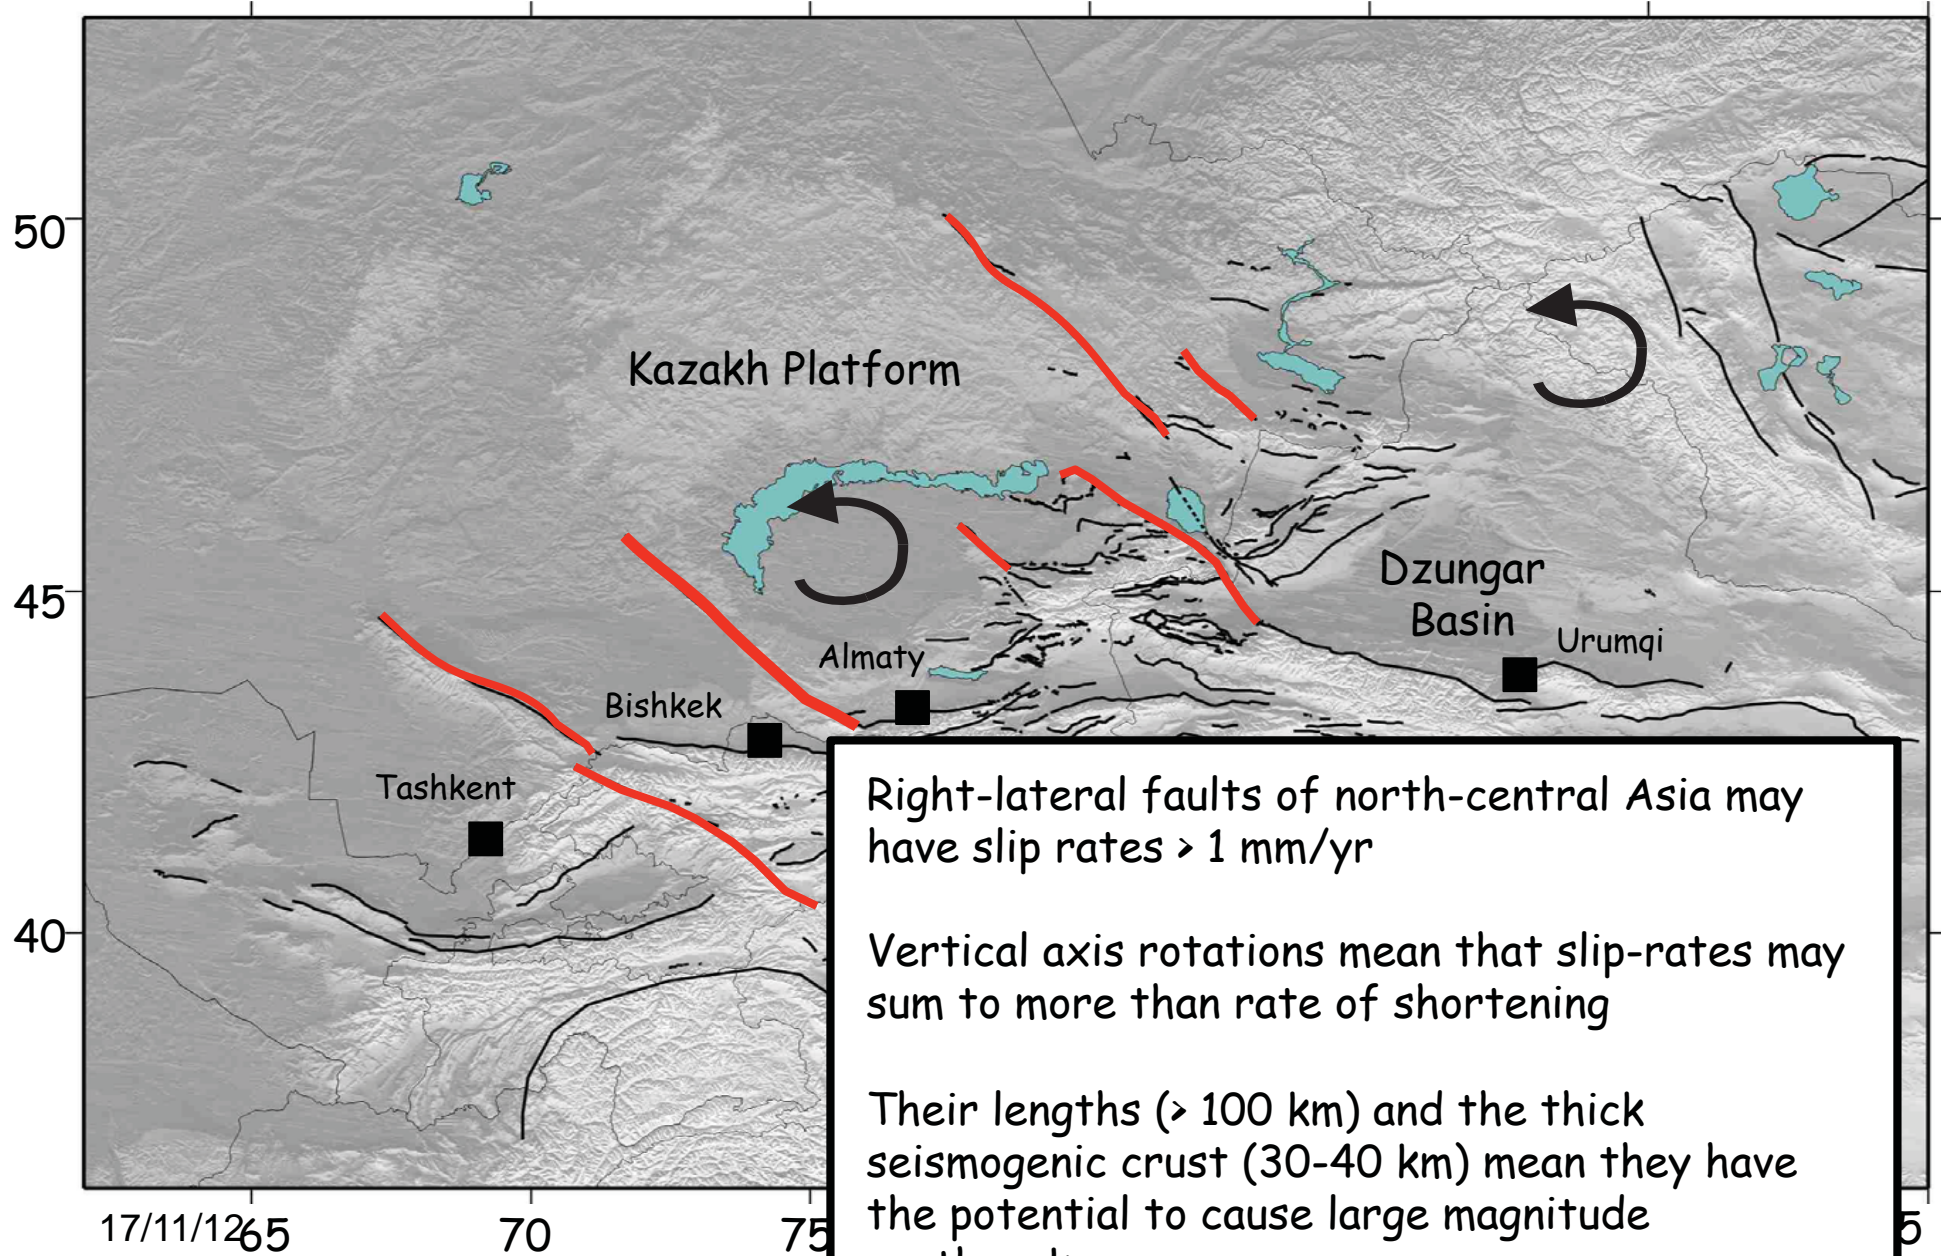 50
Kazakh Platform
45
Dzungar
Basin
Urumqi
Almaty
Bishkek
Tashkent
40
Right-lateral faults of north-central Asia may
have slip rates > 1 mm/yr
Vertical axis rotations mean that slip-rates may
sum to more than rate of shortening
Their lengths (> 100 km) and the thick
seismogenic crust (30-40 km) mean they have
the potential to cause large magnitude
17/11/12
65
70
75
5